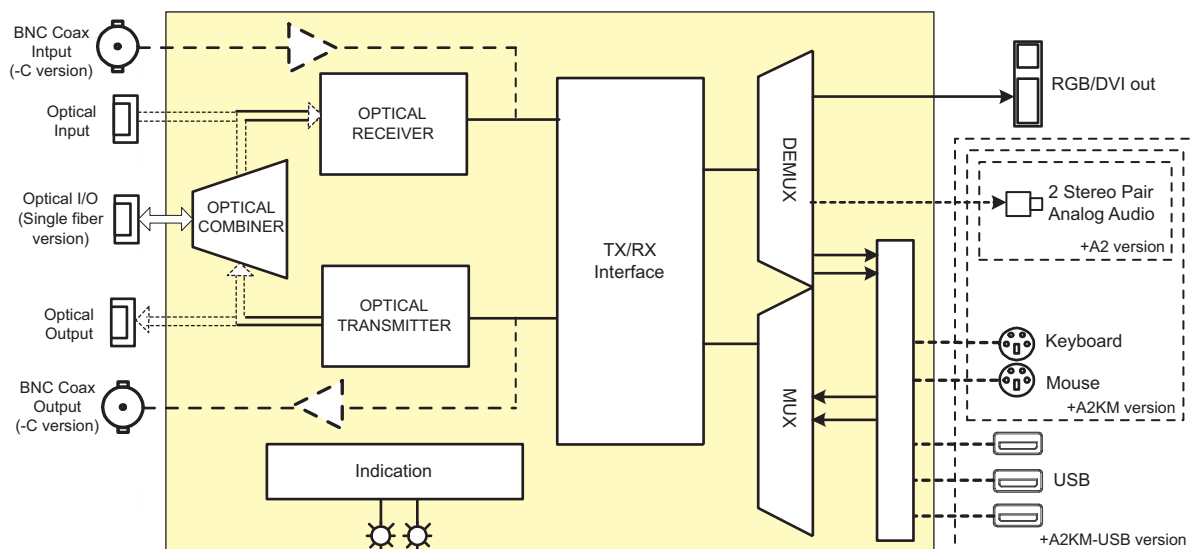 BNC Coax
Intput
(-C version)
Optical
Input
Optical I/O
(Single fiber
version)
Optical
Output
BNC Coax
Output
(-C version)
OPTICAL
RECEIVER
OPTICAL
COMBINER
OPTICAL
TRANSMITTER
Indication
TX/RX
Interface
DEMUX
MUX
RGB/DVI out
2 Stereo Pair
Analog Audio
+A2 version
Keyboard
Mouse
+A2KM version
USB
+A2KM-USB version